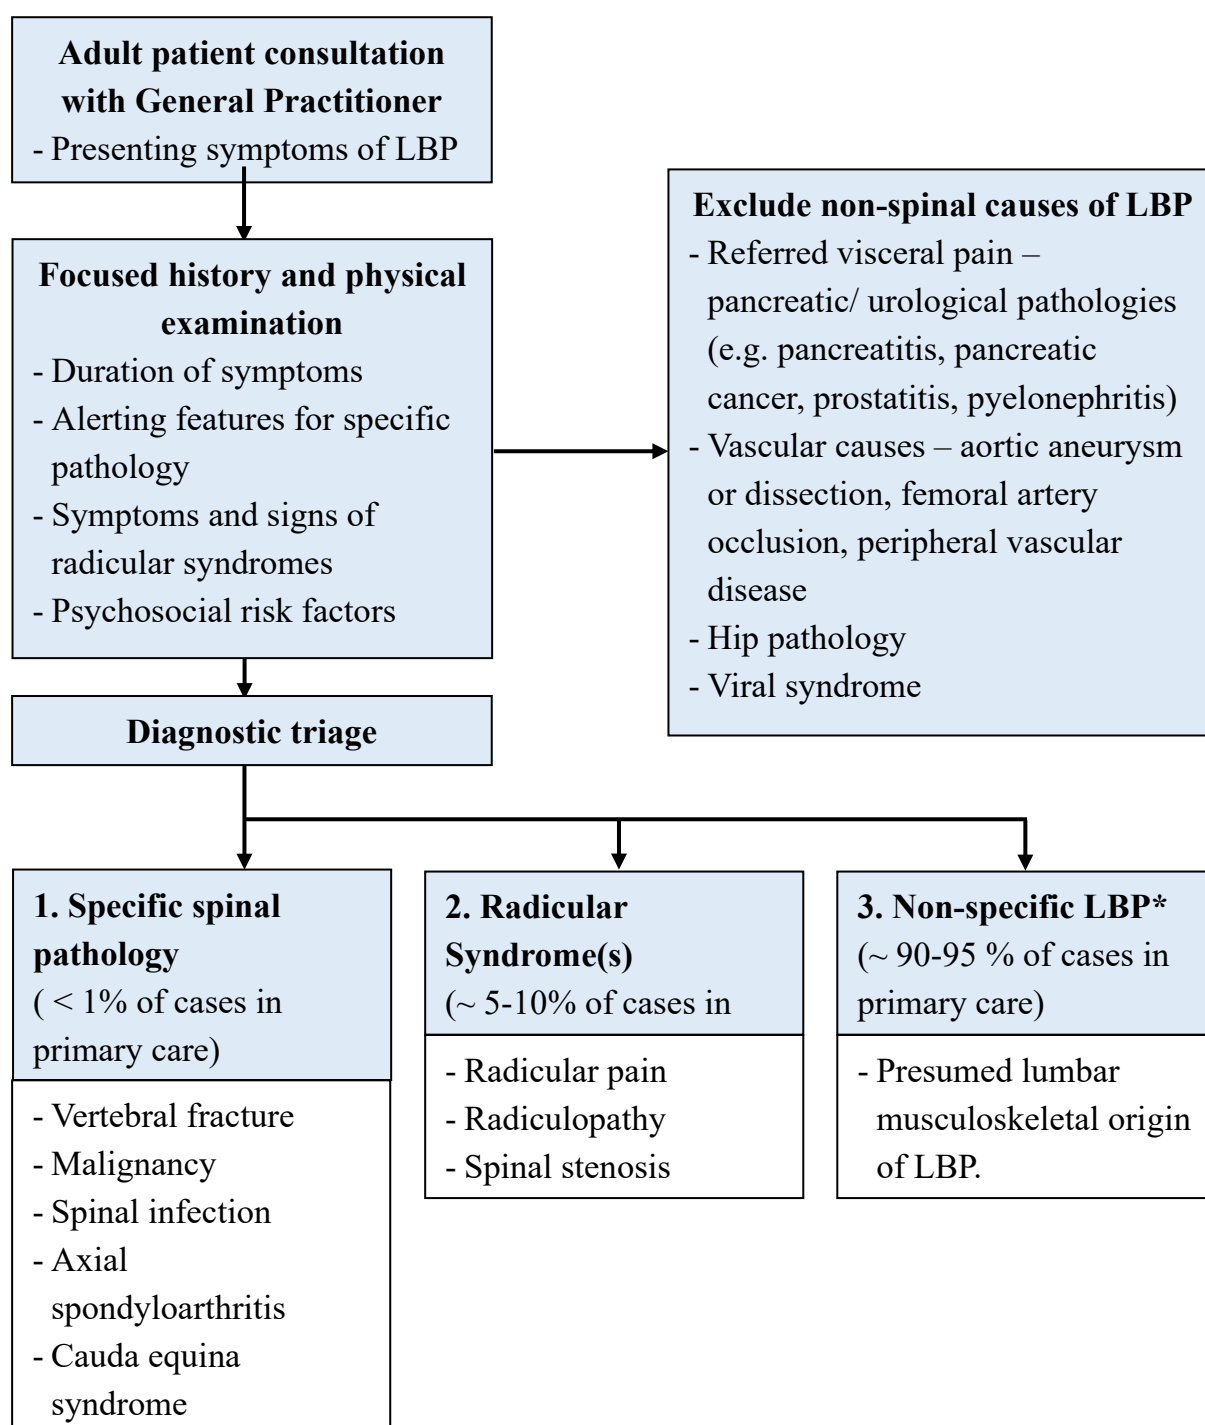 Adult patient consultation
with General Practitioner
- Presenting symptoms of LBP
Focused history and physical
examination
- Duration of symptoms
- Alerting features for specific
pathology
- Symptoms and signs of
radicular syndromes
- Psychosocial risk factors
Exclude non-spinal causes of LBP
- Referred visceral pain –
pancreatic/ urological pathologies
(e.g. pancreatitis, pancreatic
cancer, prostatitis, pyelonephritis)
- Vascular causes – aortic aneurysm
or dissection, femoral artery
occlusion, peripheral vascular
disease
- Hip pathology
- Viral syndrome
Diagnostic triage
1. Specific spinal
pathology
( < 1% of cases in
primary care)
- Vertebral fracture
- Malignancy
- Spinal infection
- Axial
spondyloarthritis
- Cauda equina
syndrome
2. Radicular
Syndrome(s)
(~ 5-10% of cases in
- Radicular pain
- Radiculopathy
- Spinal stenosis
3. Non-specific LBP*
(~ 90-95 % of cases in
primary care)
- Presumed lumbar
musculoskeletal origin
of LBP.